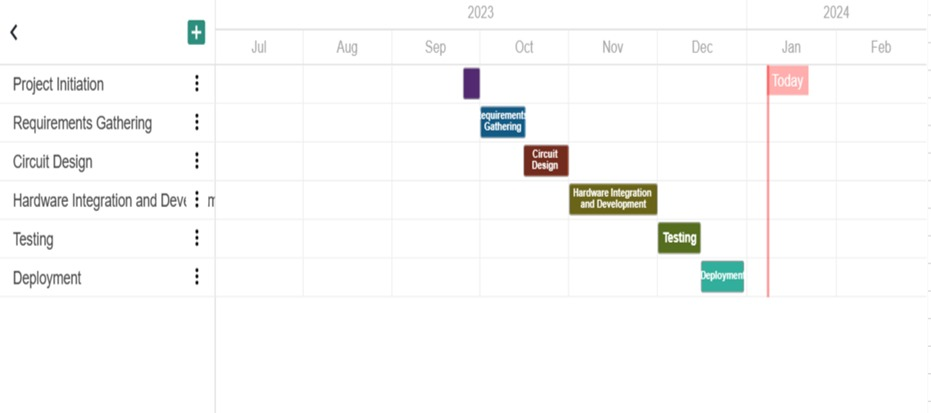 2023
2024
Jul
Aug
Sep
Oct
Nov
Dec
Jan
Feb
Project Initiation
Today
Requirements Gathering
equirements
Gathering
Circuit Design
Circuit
Design
Hardware Integration and Deve m
Hardware Integration
and Development
Testing
Testing
Deployment
Deployment